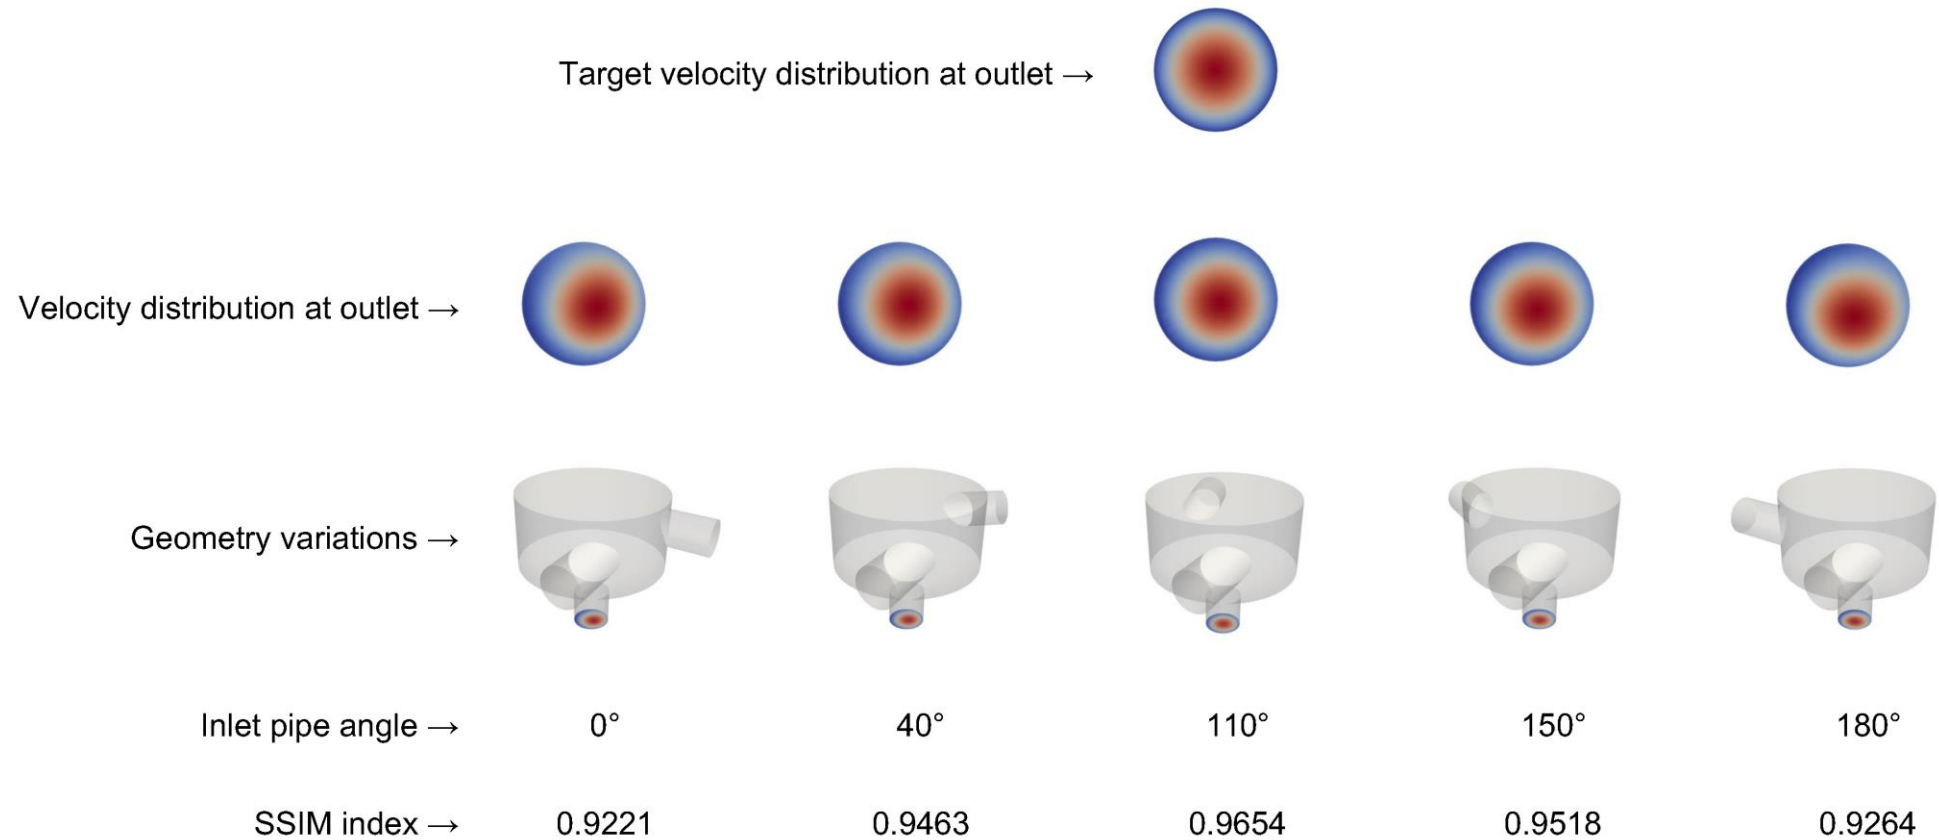 Target velocity distribution at outlet →
Velocity distribution at outlet →
Geometry variations →
Inlet pipe angle → 0° 40° 110° 150° 180°
SSIM index → 0.9221 0.9463 0.9654 0.9518 0.9264